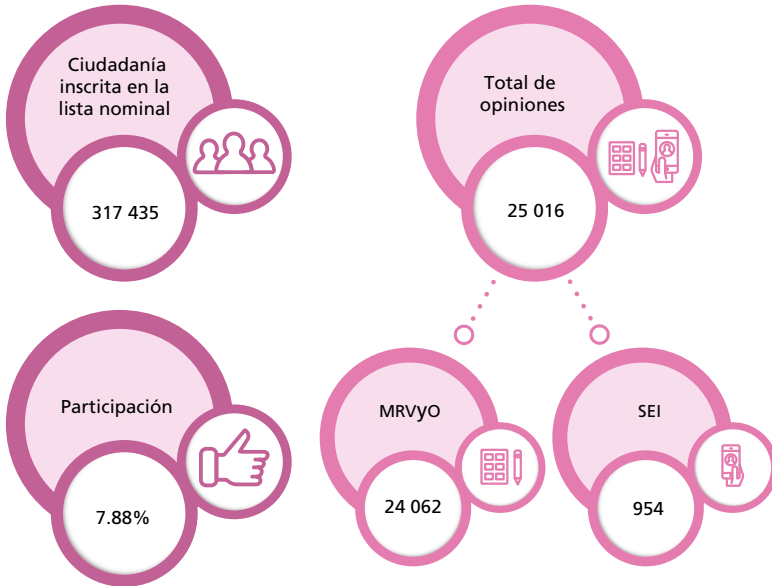 Ciudadanía
inscrita en la
lista nominal
317 435
Total de
opiniones
25 016
Participación
7.88%
MRVyO
24 062
SEI
954